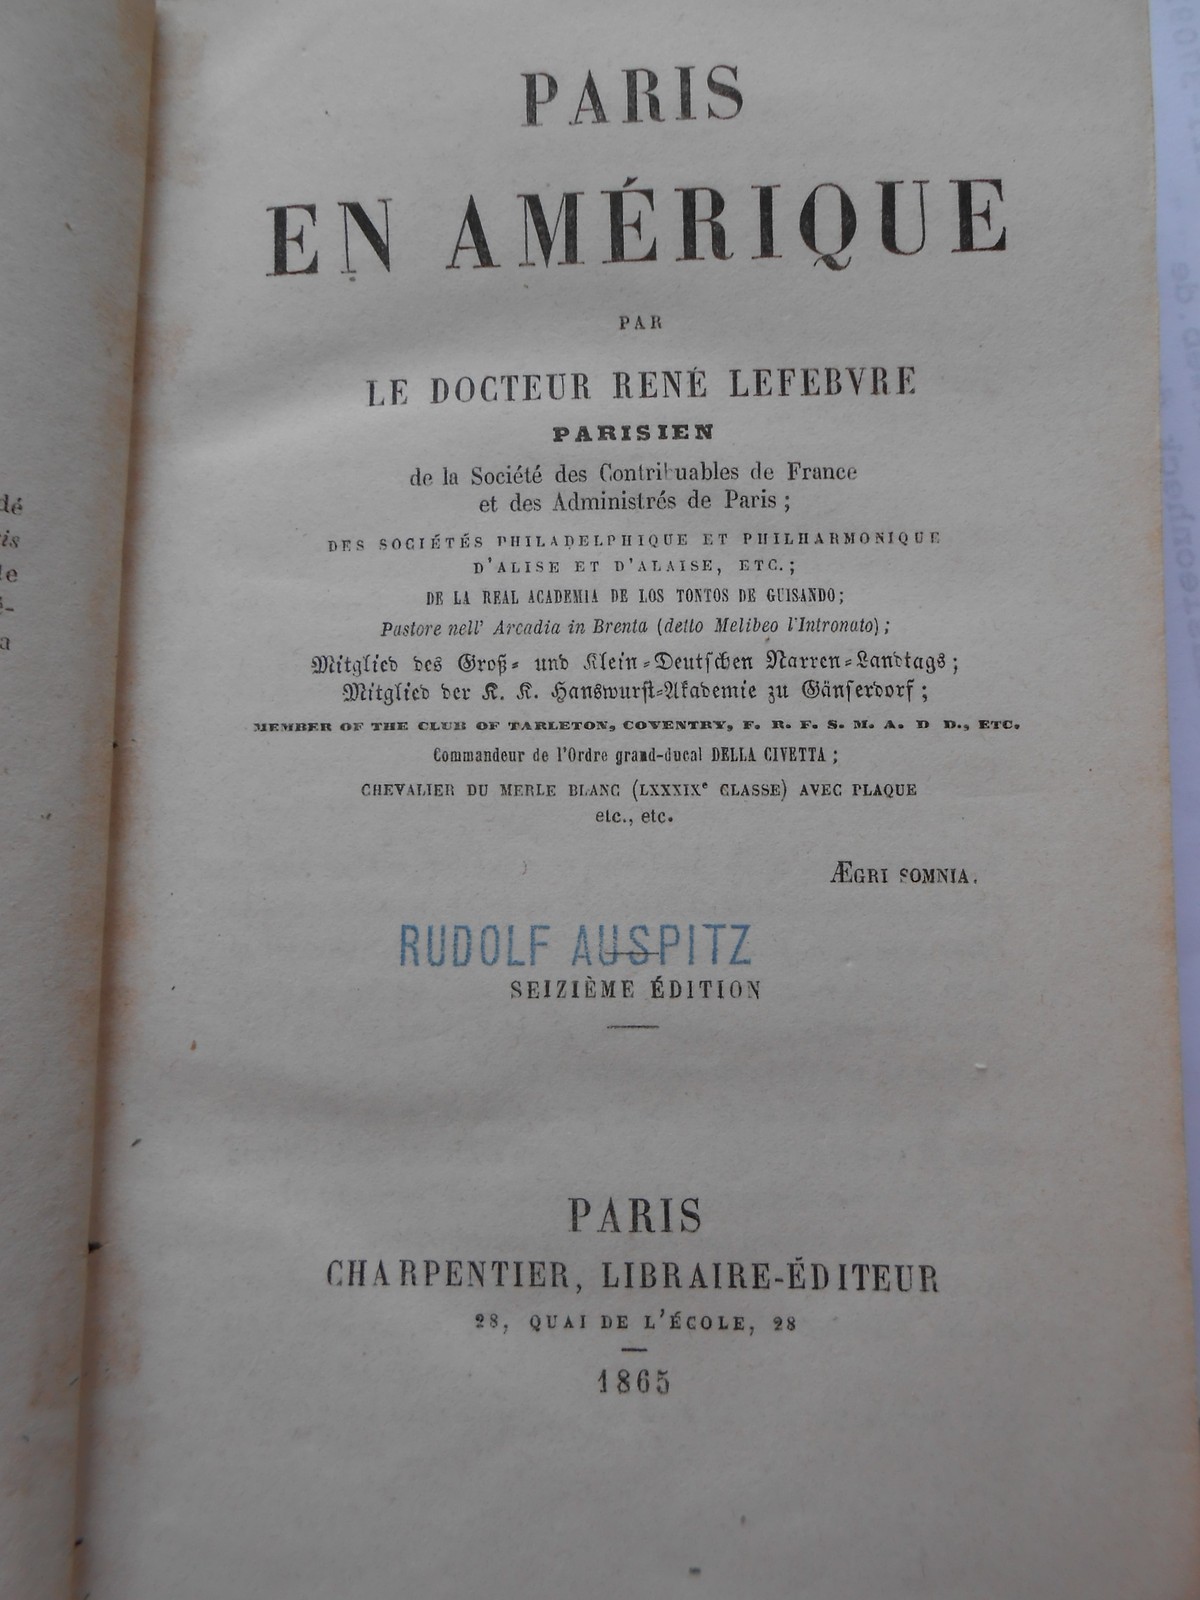 PARIS
EN AMÉRIQUE
PAR
LE DOCTEUR RENÉ LEFEBVRE
PARISIEN
de la Société des Contribuables de France
et des Administrés de Paris ;
DES SOCIÉTÉS PHILADELPHIQUE ET PHILHARMONIQUE
D'ALISE ET D'ALAISE, ETC. ;
DE LA REAL ACADEMIA DE LOS TONTOS DE GUISANDO ;
Pastore nell' Arcadia in Brenta (detto Melibeo l'Intronato) ;
Mitglied des Groß- und Klein-Deutschen Narren-Landtags ;
Mitglied der K. K. Hanswurst-Akademie zu Gänserdorf ;
MEMBER OF THE CLUB OF TARLETON, COVENTRY, F. R. F. S. M. A. D D., ETC.
Commandeur de l'Ordre grand-ducal DELLA CIVETTA ;
CHEVALIER DU MERLE BLANC (LXXXIXe CLASSE) AVEC PLAQUE
etc., etc.
ÆGRI SOMNIA.
RUDOLF AUSPITZ
SEIZIÈME ÉDITION
PARIS
CHARPENTIER, LIBRAIRE-ÉDITEUR
28, QUAI DE L'ÉCOLE, 28
1865